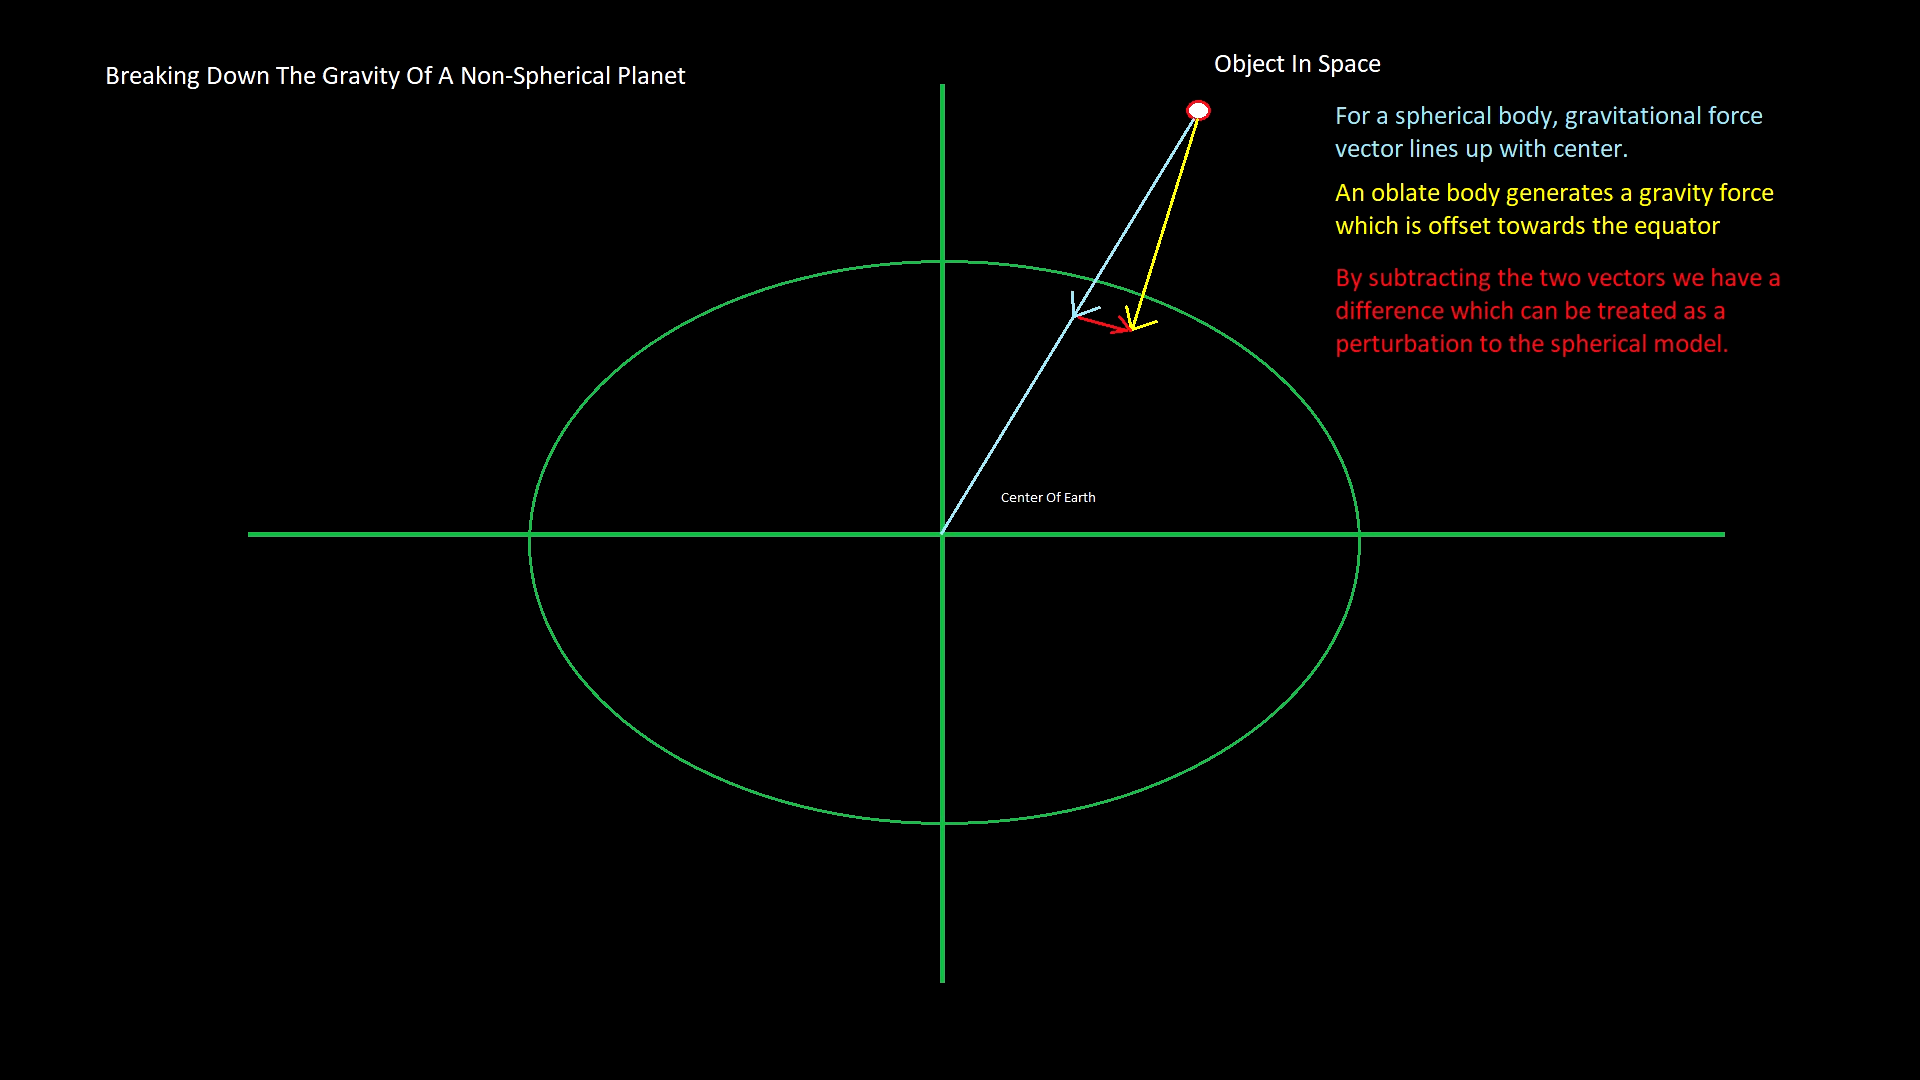 Breaking Down The Gravity Of A Non-Spherical Planet
Object In Space
For a spherical body, gravitational force
vector lines up with center.
An oblate body generates a gravity force
which is offset towards the equator
By subtracting the two vectors we have a
difference which can be treated as a
perturbation to the spherical model.
Center Of Earth